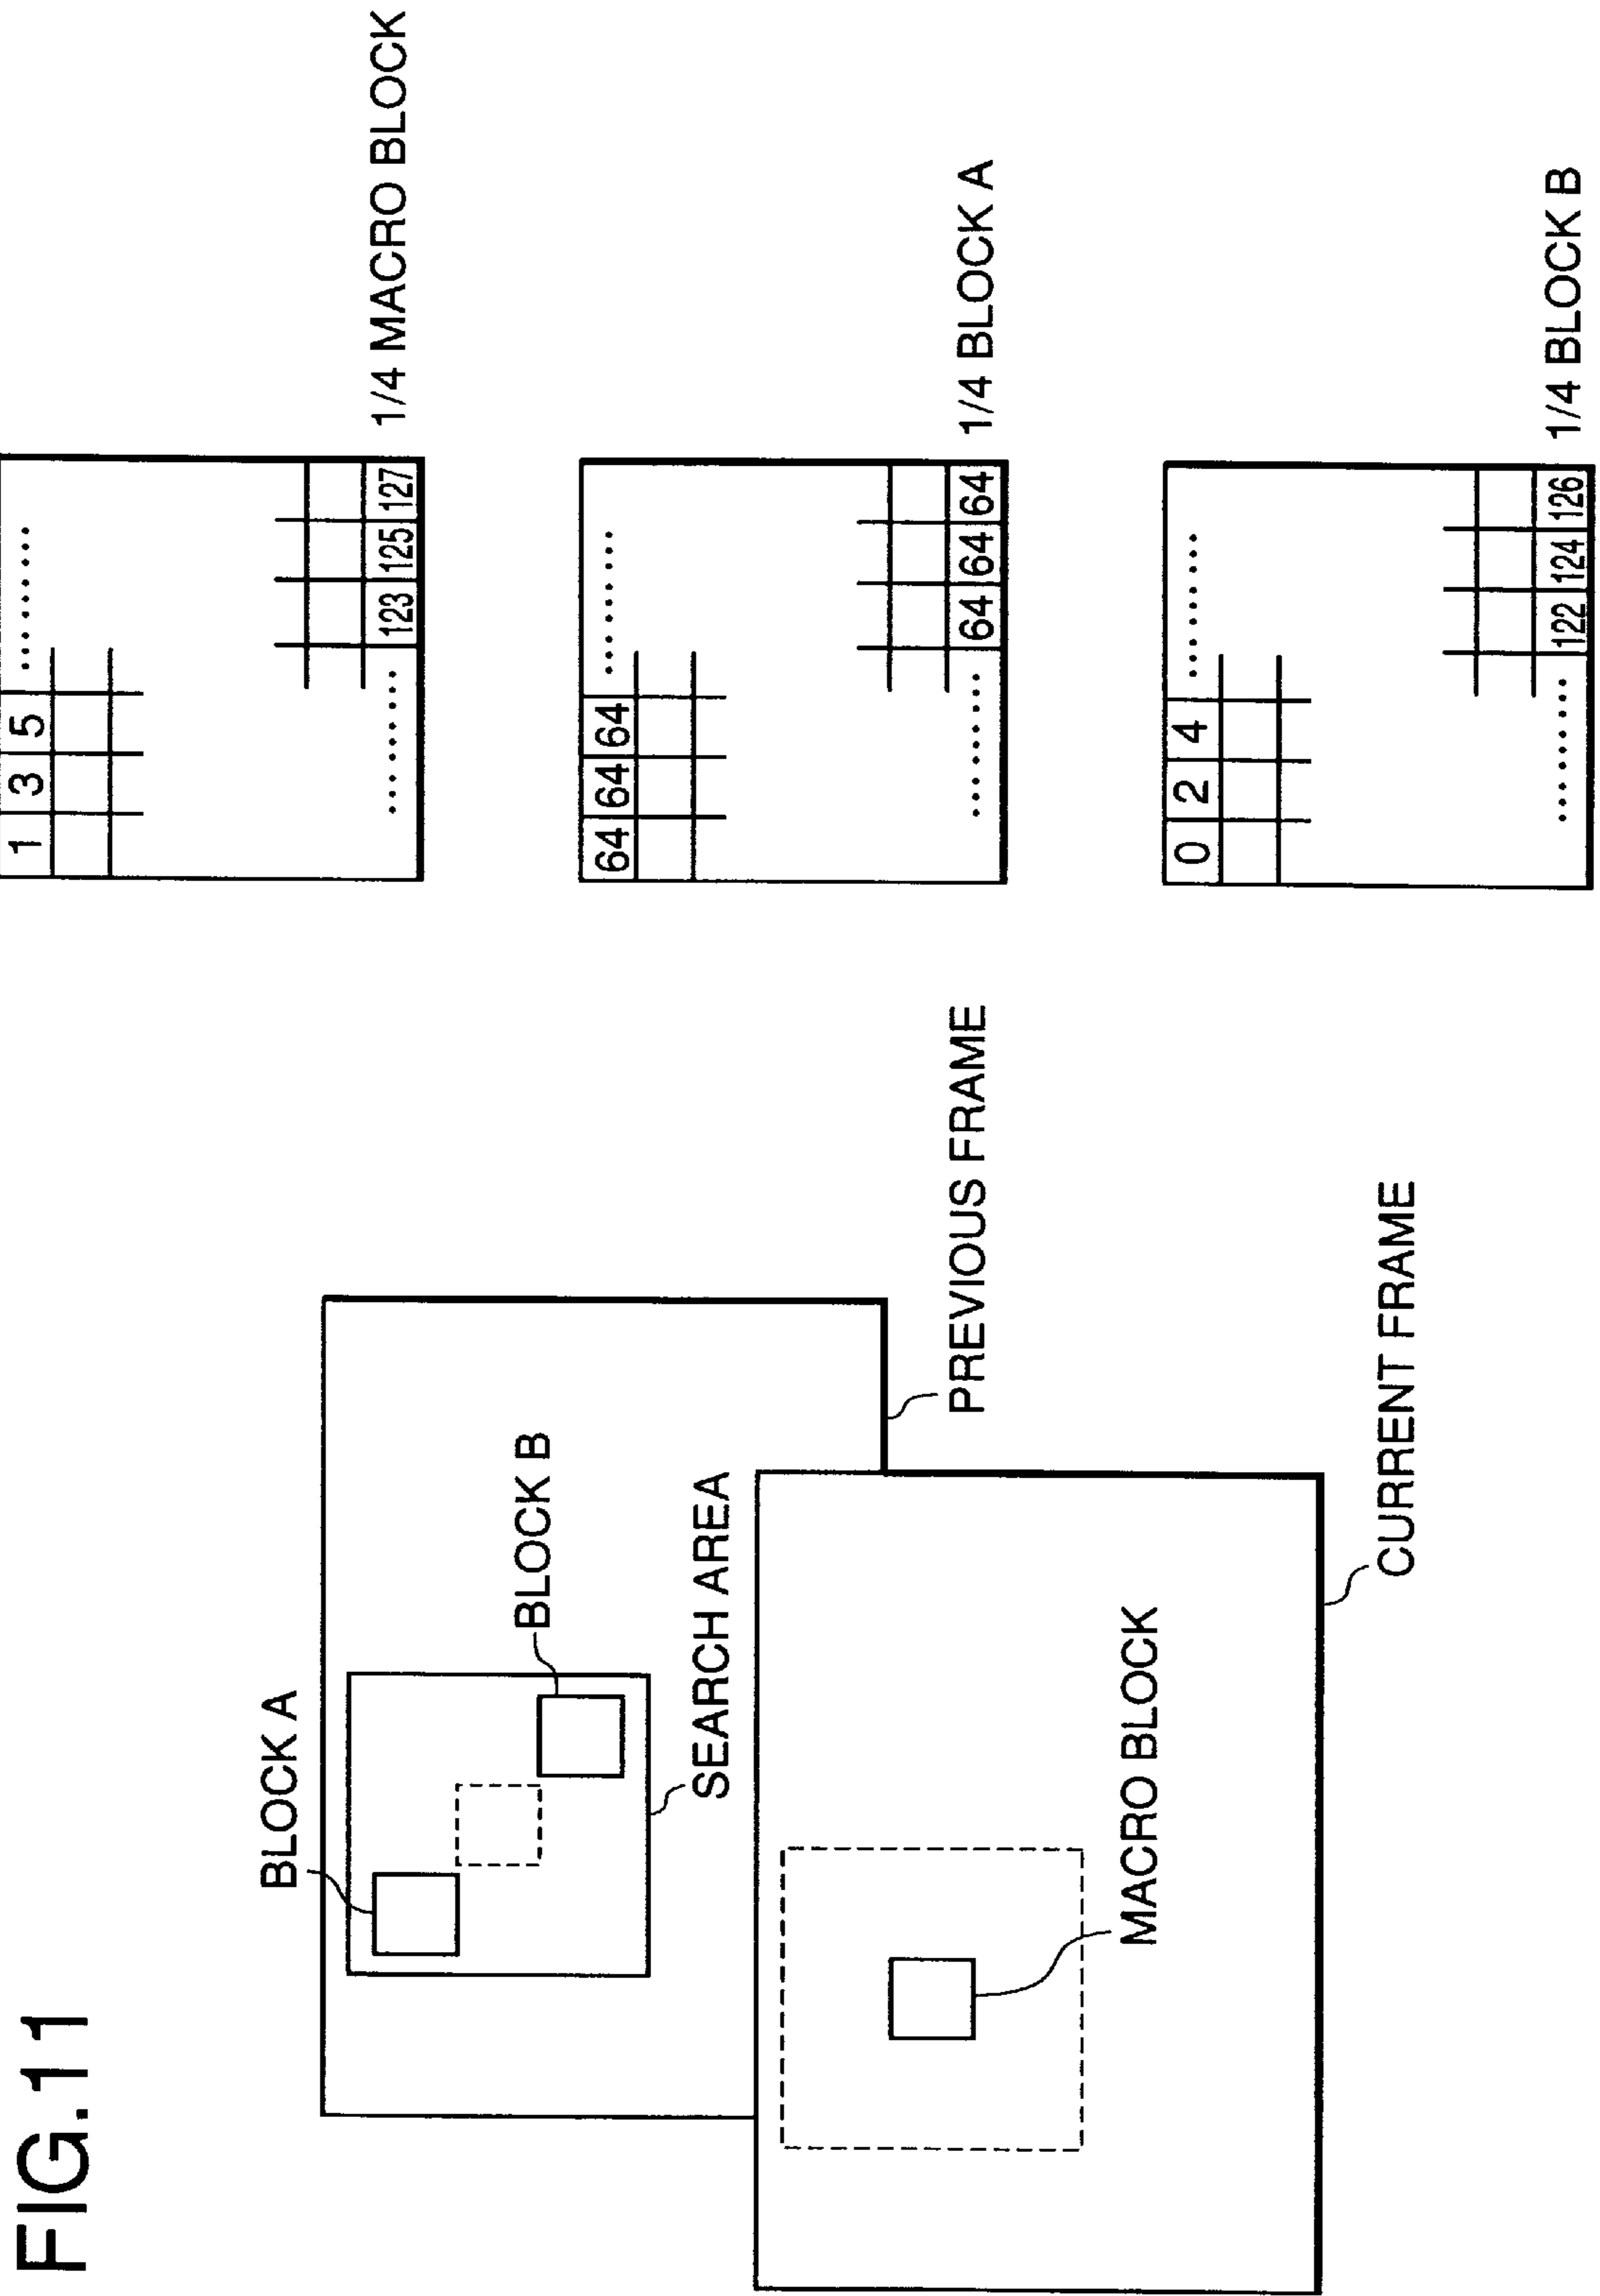 FIG.11
BLOCK A
BLOCK B
SEARCH AREA
PREVIOUS FRAME
MACRO BLOCK
CURRENT FRAME
1 3 5 ........
........ 123 125 127
1/4 MACRO BLOCK
64 64 64 ........
........ 64 64 64
1/4 BLOCK A
0 2 4 ........
........ 122 124 126
1/4 BLOCK B